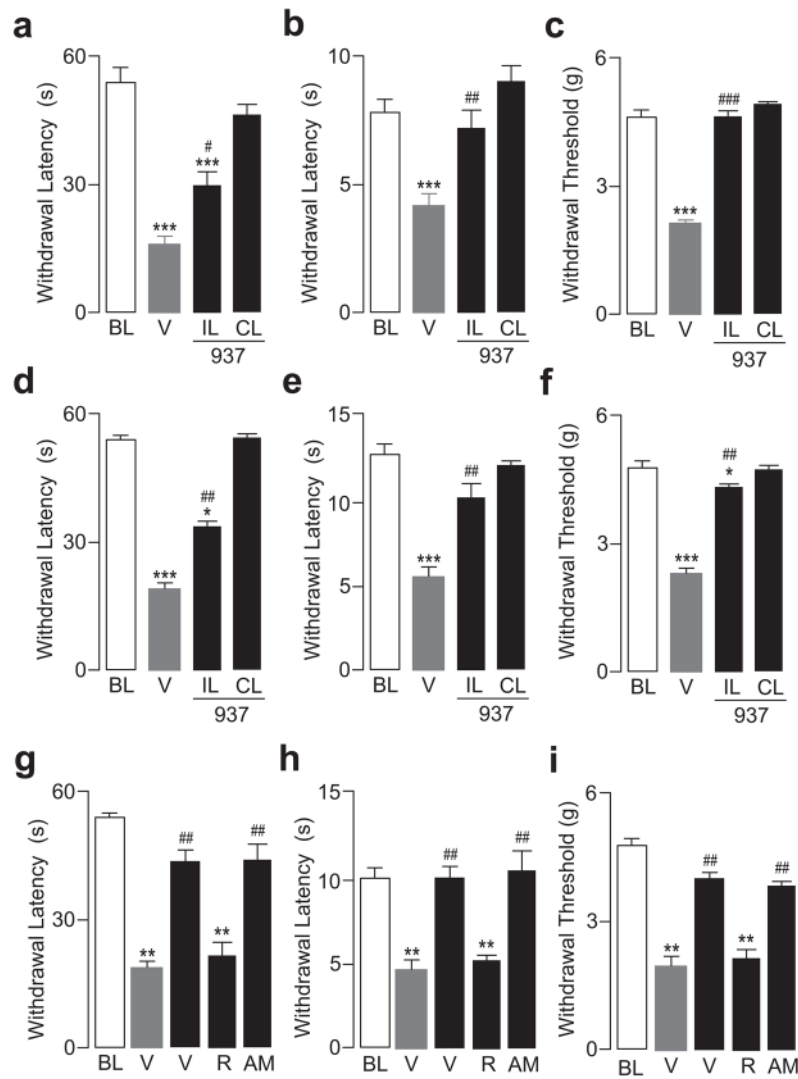 a
Withdrawal Latency (s)
60
30
0
***
#
***
BL V IL CL
937
b
Withdrawal Latency (s)
10
5
0
***
##
BL V IL CL
937
c
Withdrawal Threshold (g)
6
3
0
***
###
BL V IL CL
937
d
Withdrawal Latency (s)
60
30
0
***
##
*
BL V IL CL
937
e
Withdrawal Latency (s)
15
10
5
0
***
##
BL V IL CL
937
f
Withdrawal Threshold (g)
6
3
0
***
##
*
BL V IL CL
937
g
Withdrawal Latency (s)
60
30
0
**
##
**
##
BL V V R AM
h
Withdrawal Latency (s)
15
10
5
0
**
##
**
##
BL V V R AM
i
Withdrawal Threshold (g)
6
3
0
**
##
**
##
BL V V R AM